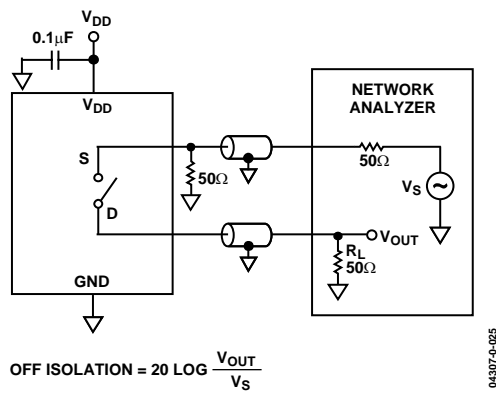 VDD
0.1μF
VDD
S
D
GND
50Ω
NETWORK
ANALYZER
50Ω
VS
VOUT
RL
50Ω
OFF ISOLATION = 20 LOG VOUT
VS
04307-0-025